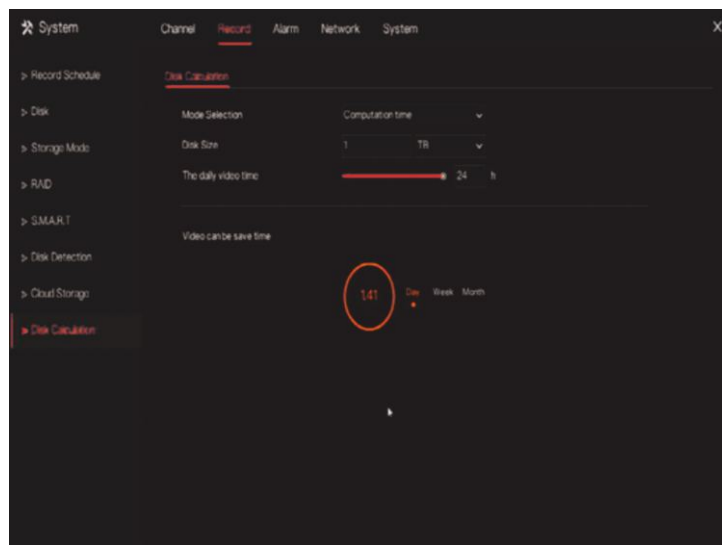 System
Channel Record Alarm Network System X
> Record Schedule
> Disk
> Storage Mode
> RAID
> S.M.A.R.T
> Disk Detection
> Cloud Storage
> Disk Calculation
Disk Calculation
Mode Selection Computation time
Disk Size 1 TB
The daily video time 24 h
Video can be save time
1.41 Day Week Month